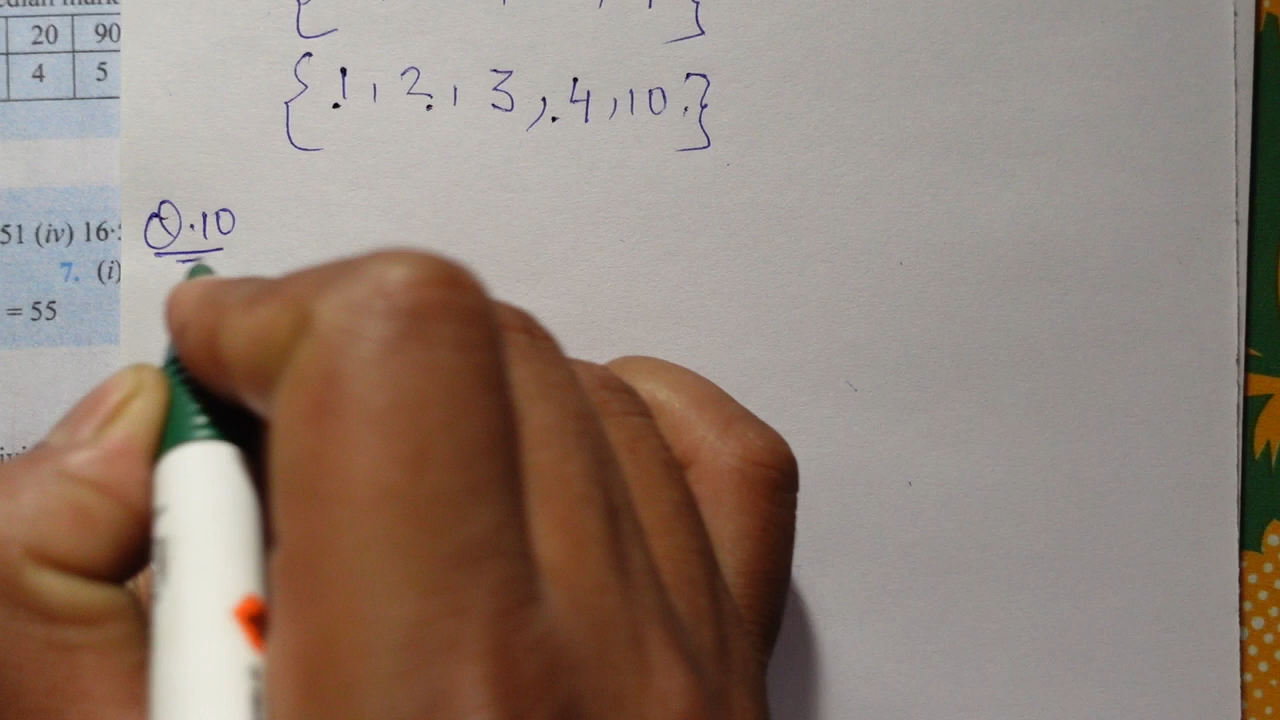 20 90
4 5
{1, 2, 3, 4, 10}
Q.10
51 (iv) 16·
7. (i)
= 55